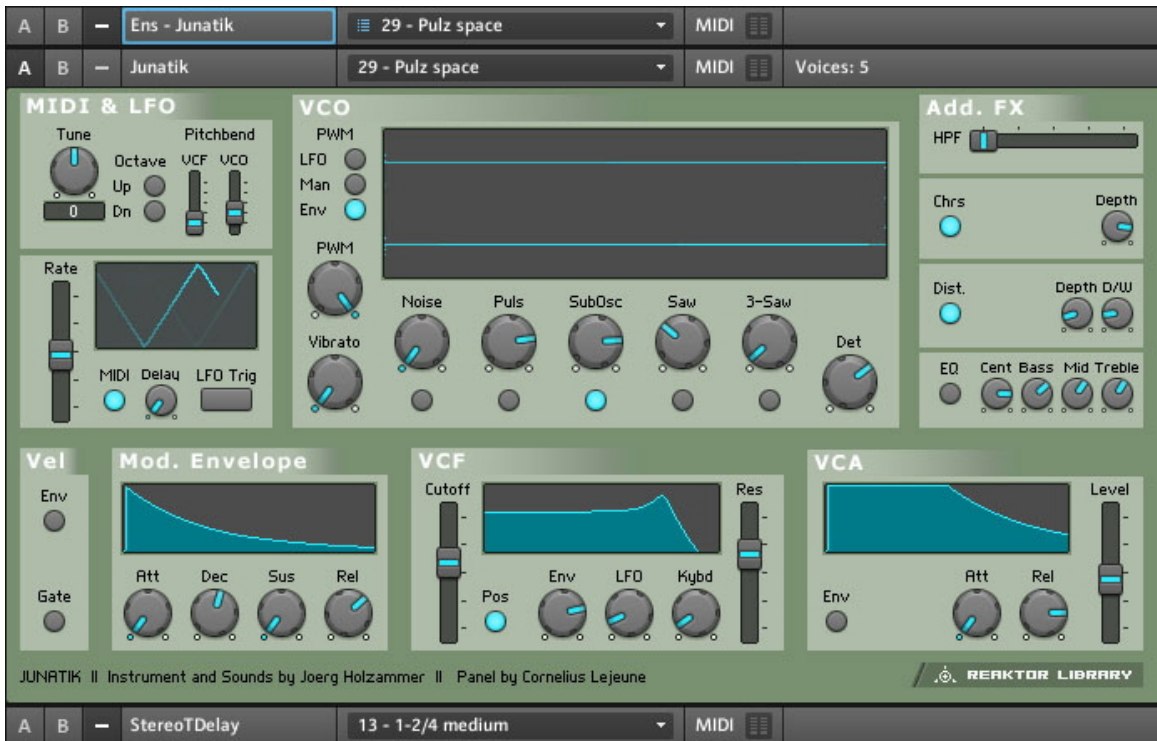 A B Ens - Junatik 29 - Pulz space MIDI
A B Junatik 29 - Pulz space MIDI Voices: 5
MIDI & LFO VCO Add. FX
Tune Pitchbend PWM HPF
Octave VCF VCO LFO
Up Man
0 Dn Env
Chrs Depth
PWM
Rate Noise Puls SubOsc Saw 3-Saw
Dist. Depth D/W
Vibrato Det
MIDI Delay LFO Trig
EQ Cent Bass Mid Treble
Vel Mod. Envelope VCF VCA
Env Cutoff Res Level
Att Dec Sus Rel Env LFO Kybd Att Rel
Gate Pos Env
JUNATIK II Instrument and Sounds by Joerg Holzammer II Panel by Cornelius Lejeune REAKTOR LIBRARY
A B StereoTDelay 13 - 1-2/4 medium MIDI